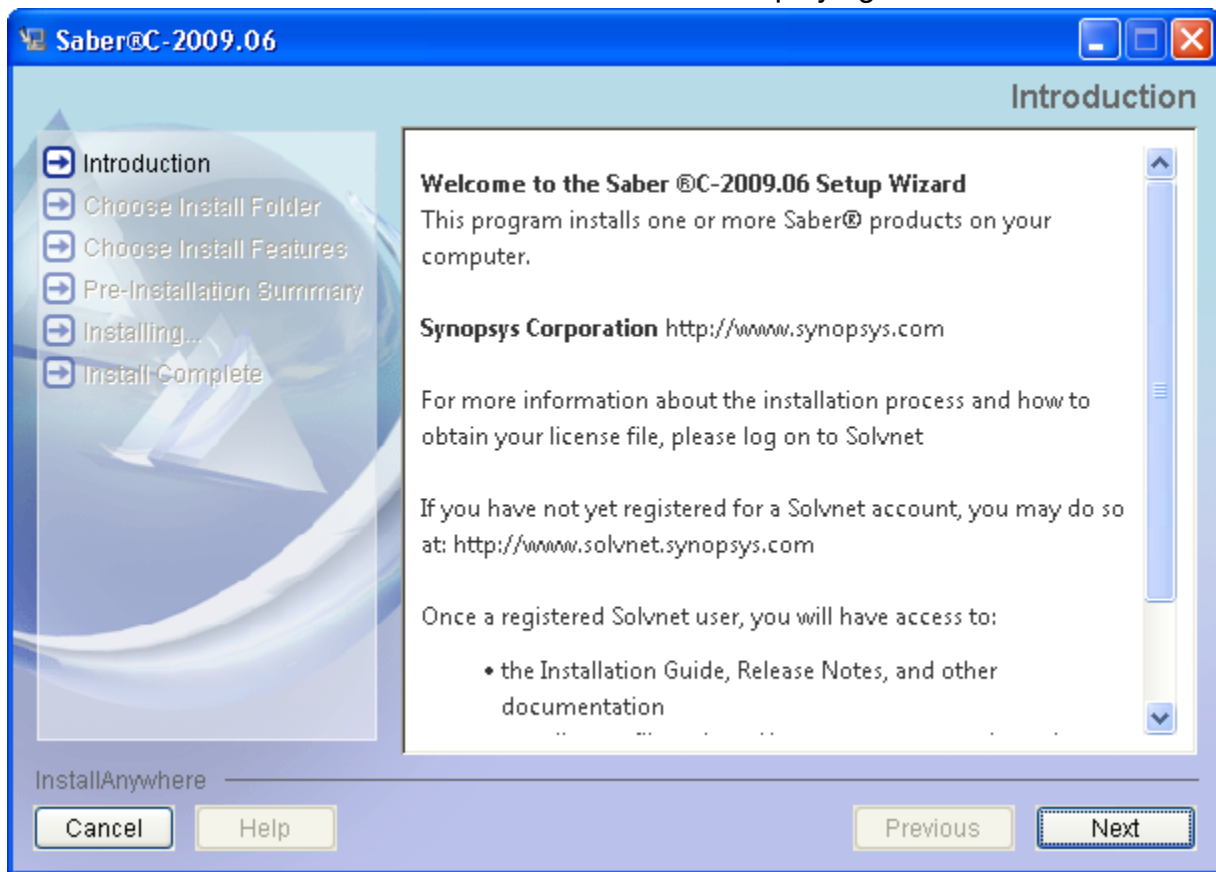 Saber®C-2009.06
Introduction
Introduction
Choose Install Folder
Choose Install Features
Pre-Installation Summary
Installing...
Install Complete
Welcome to the Saber ®C-2009.06 Setup Wizard
This program installs one or more Saber® products on your
computer.
Synopsys Corporation http://www.synopsys.com
For more information about the installation process and how to
obtain your license file, please log on to Solvnet
If you have not yet registered for a Solvnet account, you may do so
at: http://www.solvnet.synopsys.com
Once a registered Solvnet user, you will have access to:
• the Installation Guide, Release Notes, and other
documentation
InstallAnywhere
Cancel
Help
Previous
Next